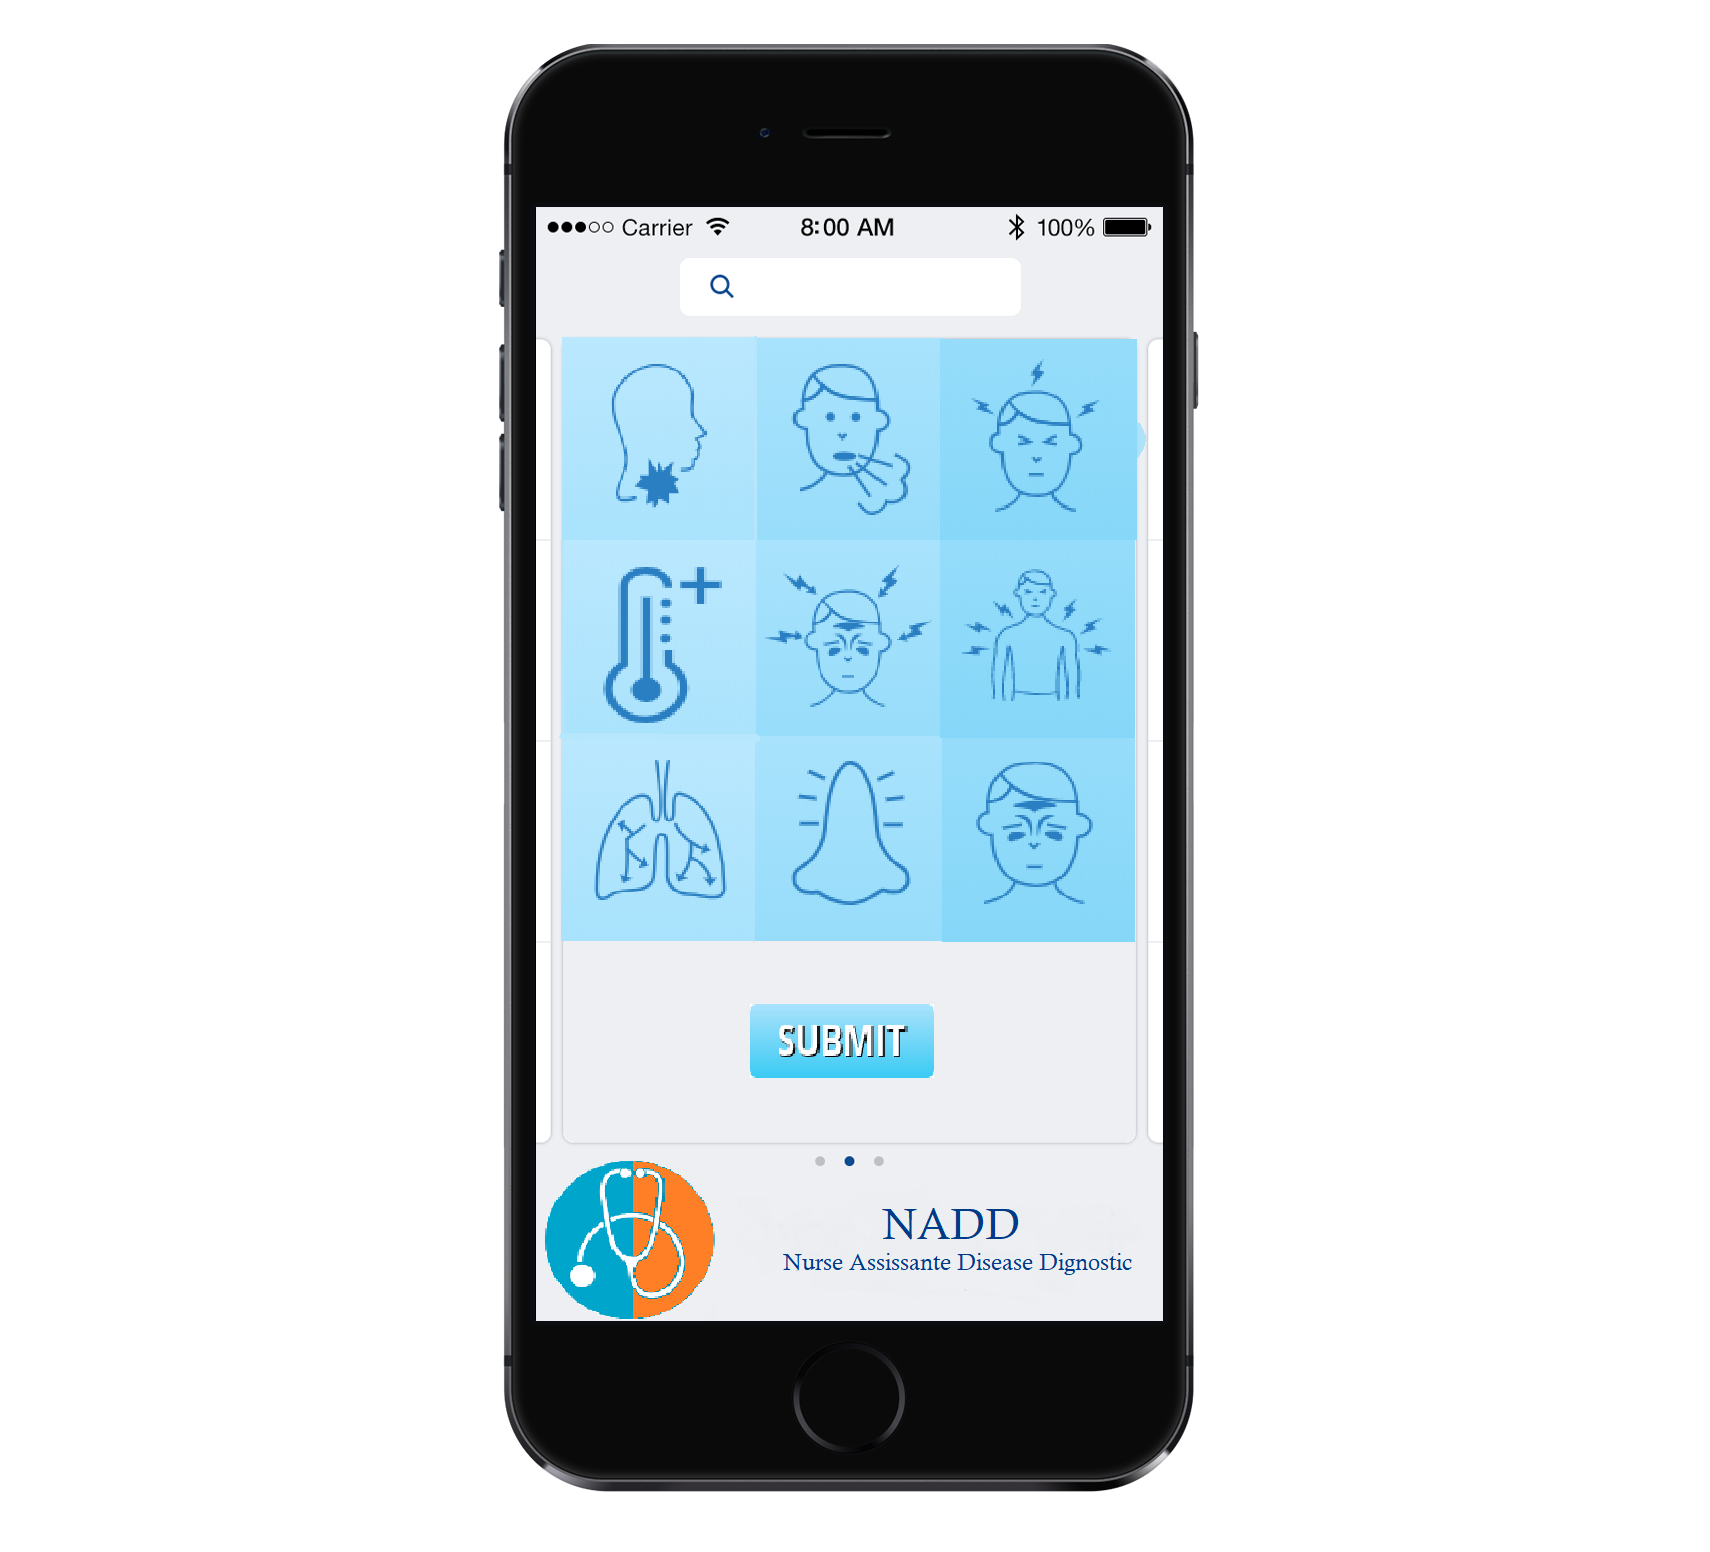 Carrier 8:00 AM 100%
SUBMIT
NADD
Nurse Assissante Disease Dignostic